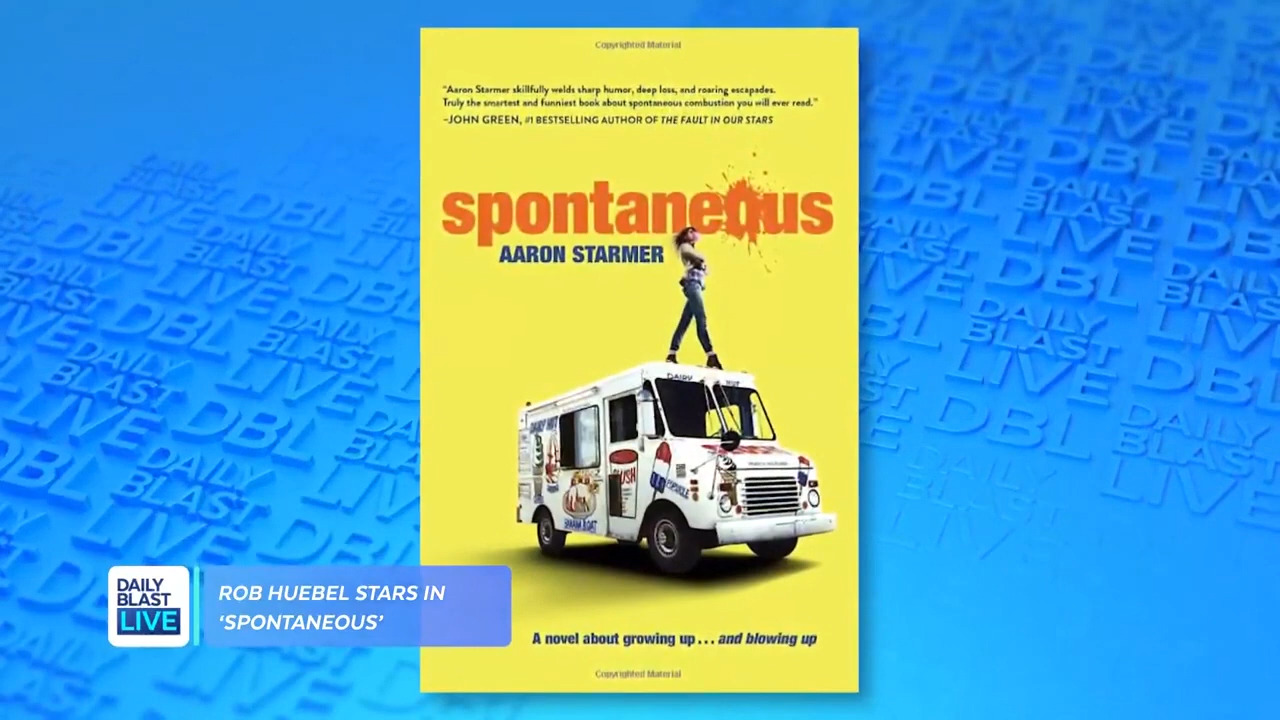 Copyrighted Material
"Aaron Starmer skillfully welds sharp humor, deep loss, and roaring escapades.
Truly the smartest and funniest book about spontaneous combustion you will ever read."
–JOHN GREEN, #1 BESTSELLING AUTHOR OF THE FAULT IN OUR STARS
spontaneous
AARON STARMER
DAILY
BLAST
LIVE
ROB HUEBEL STARS IN
‘SPONTANEOUS’
A novel about growing up . . . and blowing up
Copyrighted Material